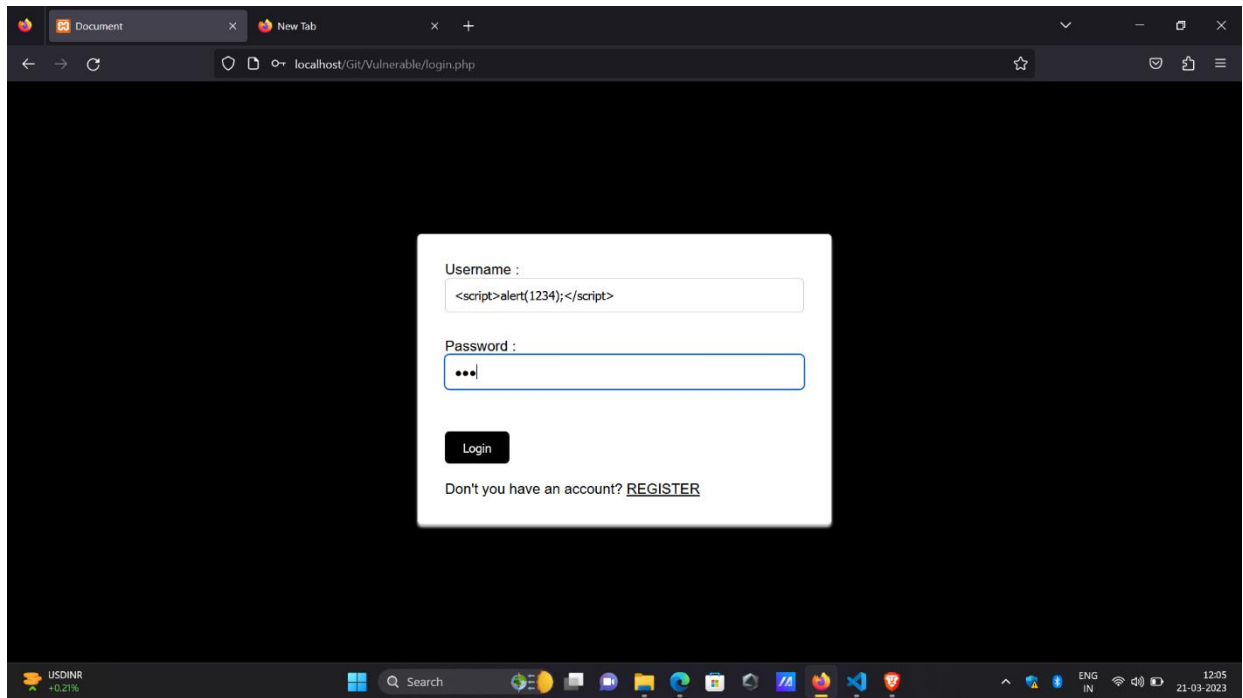 Document
New Tab
localhost/Git/Vulnerable/login.php
Username :
<script>alert(1234);</script>
Password :
•••
Login
Don't you have an account? REGISTER
USDINR
+0.21%
Search
ENG
IN
12:05
21-03-2023